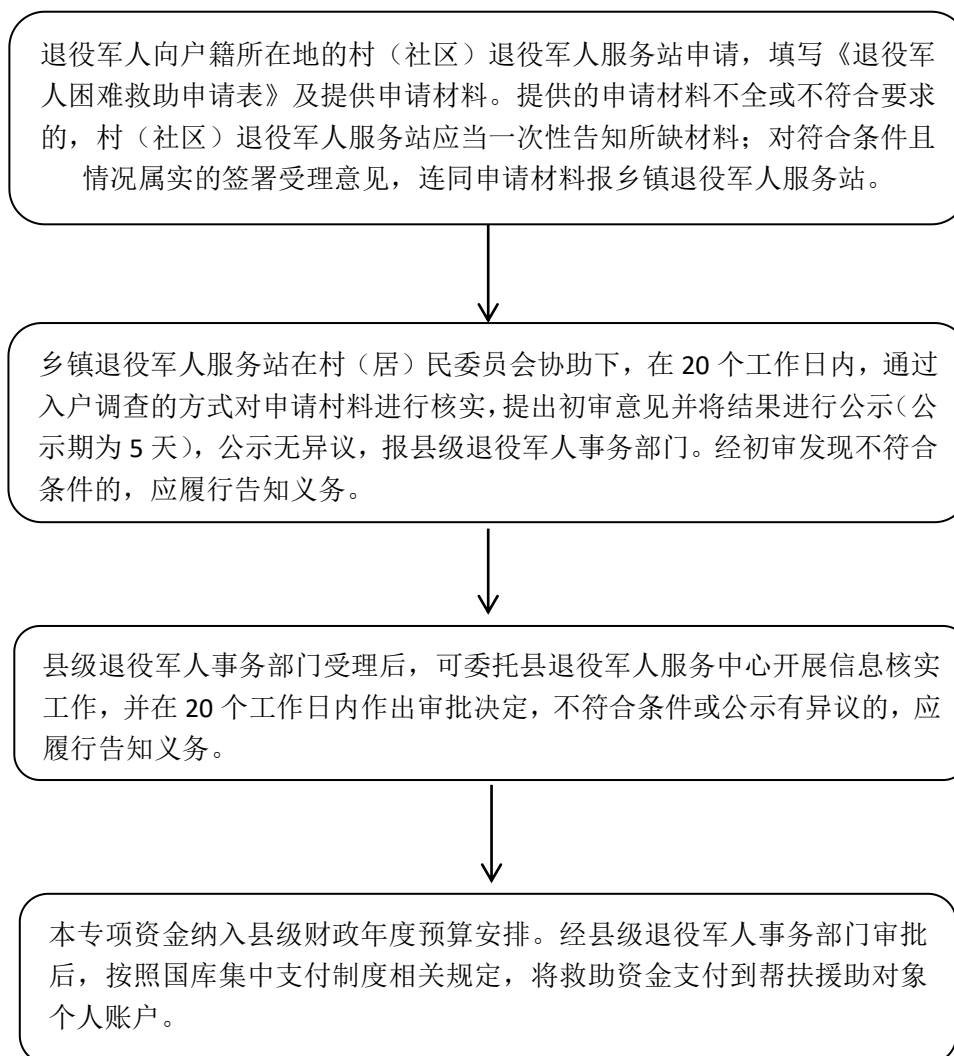 退役军人向户籍所在地的村（社区）退役军人服务站申请，填写《退役军
人困难救助申请表》及提供申请材料。提供的申请材料不全或不符合要求
的，村（社区）退役军人服务站应当一次性告知所缺材料；对符合条件且
情况属实的签署受理意见，连同申请材料报乡镇退役军人服务站。
乡镇退役军人服务站在村（居）民委员会协助下，在 20 个工作日内，通过
入户调查的方式对申请村料进行核实，提出初审意见并将结果进行公示（公
示期为 5 天），公示无异议，报县级退役军人事务部门。经初审发现不符合
条件的，应履行告知义务。
县级退役军人事务部门受理后，可委托县退役军人服务中心开展信息核实
工作，并在 20 个工作日内作出审批决定，不符合条件或公示有异议的，应
履行告知义务。
本专项资金纳入县级财政年度预算安排。经县级退役军人事务部门审批
后，按照国库集中支付制度相关规定，将救助资金支付到帮扶援助对象
个人账户。